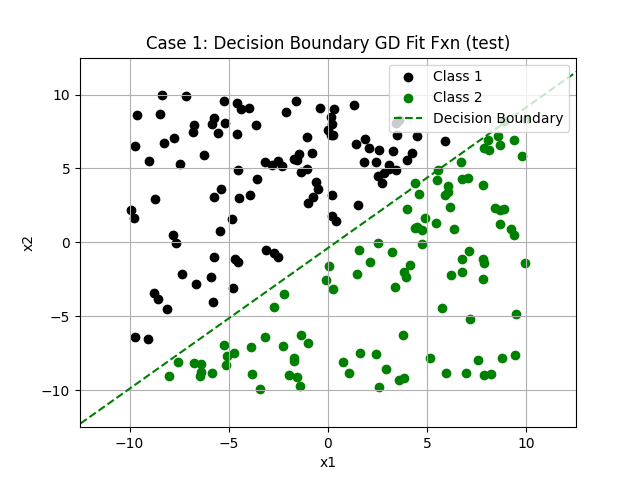 Case 1: Decision Boundary GD Fit Fxn (test)
Class 1
Class 2
Decision Boundary
10
5
0
−5
−10
x2
−10 −5 0 5 10
x1